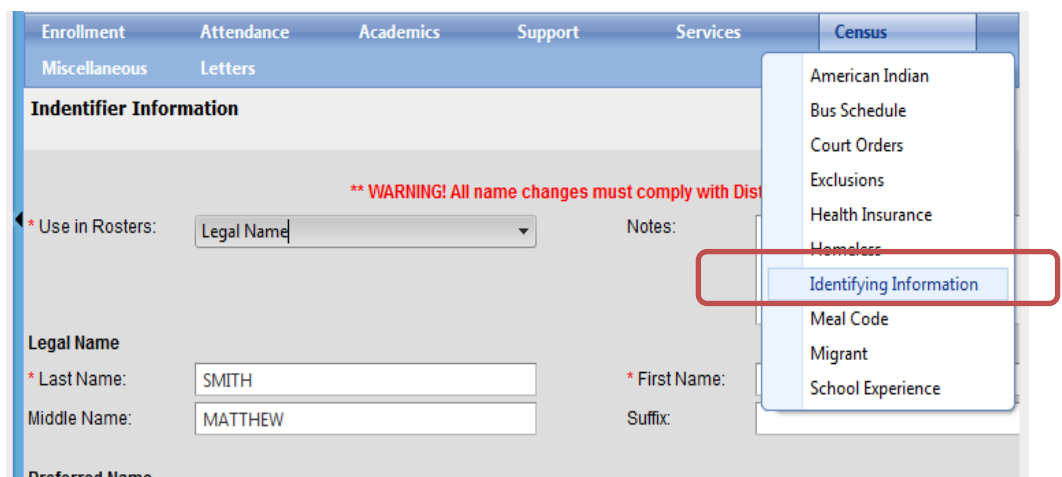 Enrollment Attendance Academics Support Services Census
Miscellaneous Letters
American Indian
Bus Schedule
Court Orders
Exclusions
Health Insurance
Homeless
Identifying Information
Meal Code
Migrant
School Experience
Indentifier Information
** WARNING! All name changes must comply with Dist
* Use in Rosters: Legal Name Notes:
Legal Name
* Last Name: SMITH * First Name:
Middle Name: MATTHEW Suffix:
Preferred Name